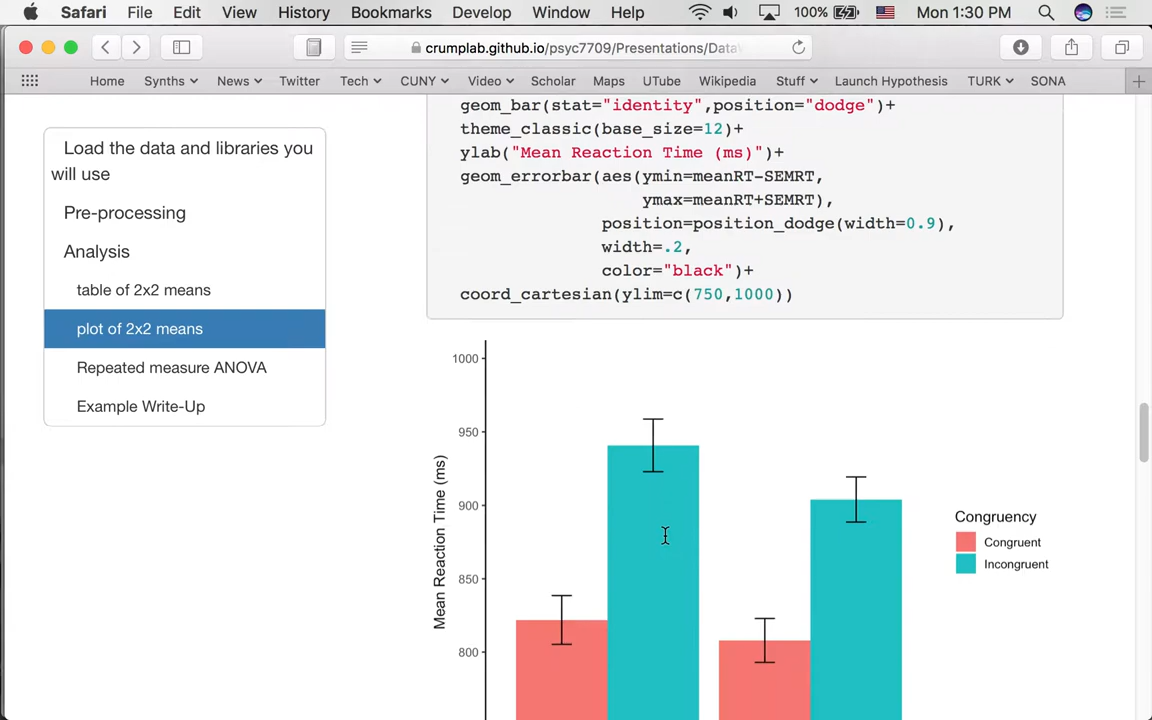 Safari File Edit View History Bookmarks Develop Window Help 100% Mon 1:30 PM
crumplab.github.io/psyc7709/Presentations/Data
Home Synths News Twitter Tech CUNY Video Scholar Maps UTube Wikipedia Stuff Launch Hypothesis TURK SONA
Load the data and libraries you
will use
Pre-processing
Analysis
table of 2x2 means
plot of 2x2 means
Repeated measure ANOVA
Example Write-Up
geom_bar(stat="identity",position="dodge")+
theme_classic(base_size=12)+
ylab("Mean Reaction Time (ms)")+
geom_errorbar(aes(ymin=meanRT-SEMRT,
ymax=meanRT+SEMRT),
position=position_dodge(width=0.9),
width=.2,
color="black")+
coord_cartesian(ylim=c(750,1000))
1000
950
900
850
800
Mean Reaction Time (ms)
Congruency
Congruent
Incongruent